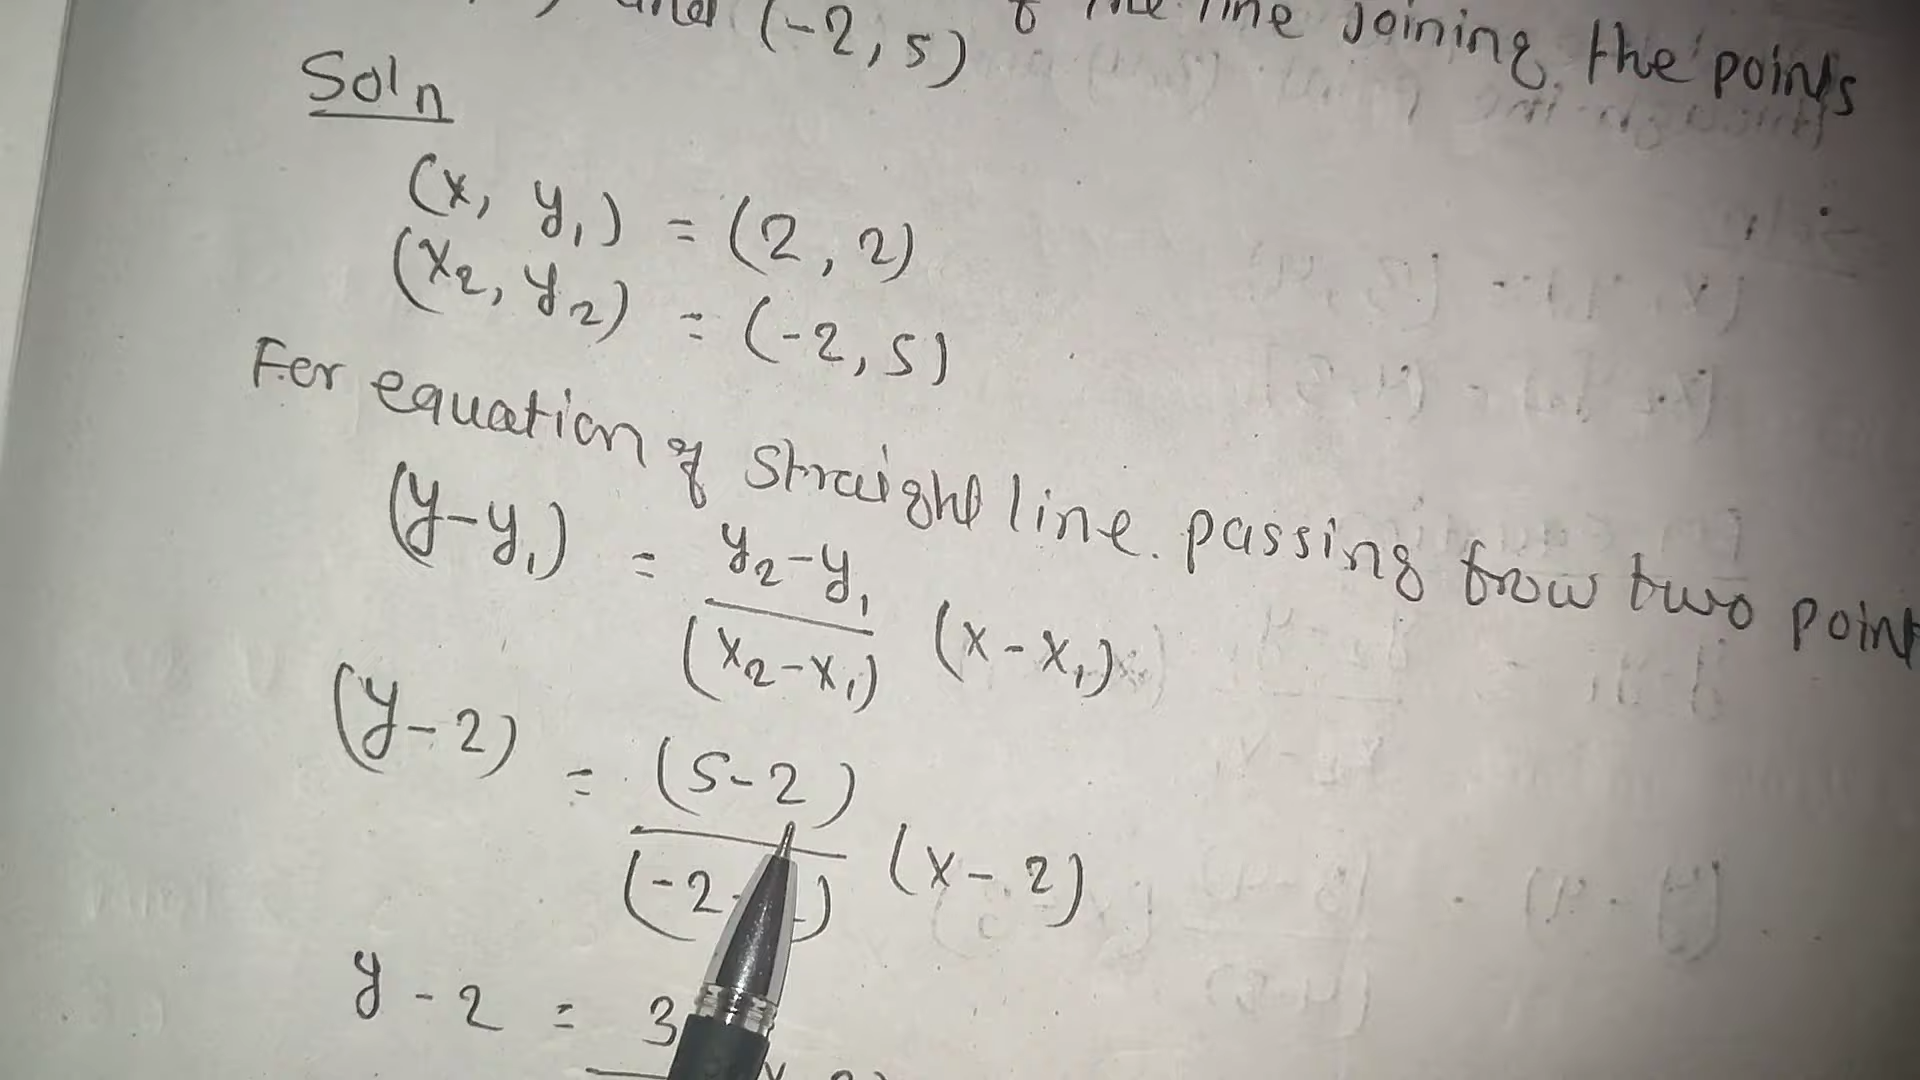 (-2, 5) the line joining the points
Soln
(x, y1) = (2, 2)
(x2, y2) = (-2, 5)
For equation of straight line passing from two point
(y-y1) = y2-y1 / (x2-x1) (x-x1)
(y-2) = (5-2) / (-2- ) (x-2)
y - 2 = 3